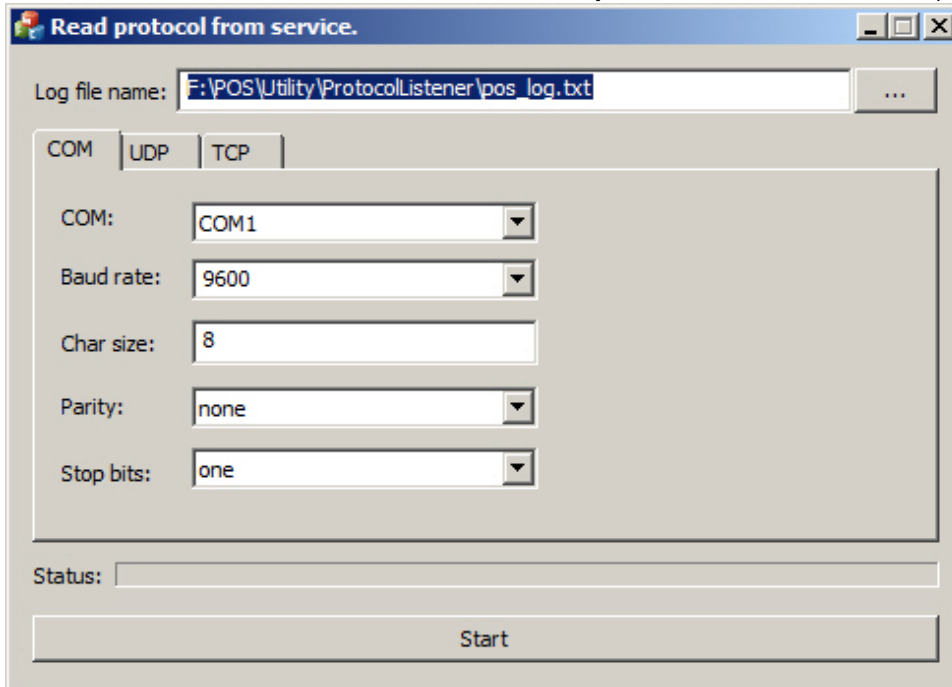 Read protocol from service.
Log file name: F:\POS\Utility\ProtocolListener\pos_log.txt ...
COM UDP TCP
COM: COM1
Baud rate: 9600
Char size: 8
Parity: none
Stop bits: one
Status:
Start